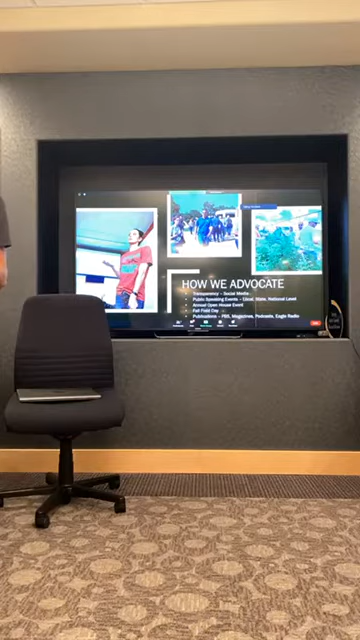 HOW WE ADVOCATE
Transparency – Social Media
Public Speaking Events – Local, State, National Level
Annual Open House Event
Fall Field Day
Publications – PBS, Magazines, Podcasts, Eagle Radio